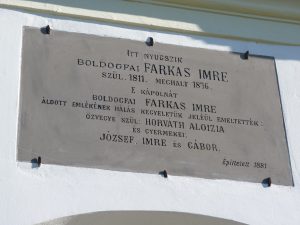 ITT NYUGSZIK
BOLDOGFAI FARKAS IMRE
SZÜL. 1811. MEGHALT 1876.
E KÁPOLNÁT
BOLDOGFAI FARKAS IMRE
ÁLDOTT EMLÉKÉNEK HÁLÁS KEGYELETÜK JELÉÜL EMELTETTÉK:
ÖZVEGYE SZÜL: HORVÁTH ALOIZIA
ÉS GYERMEKEI:
JÓZSEF, IMRE ÉS GÁBOR.
Épittetett 1881